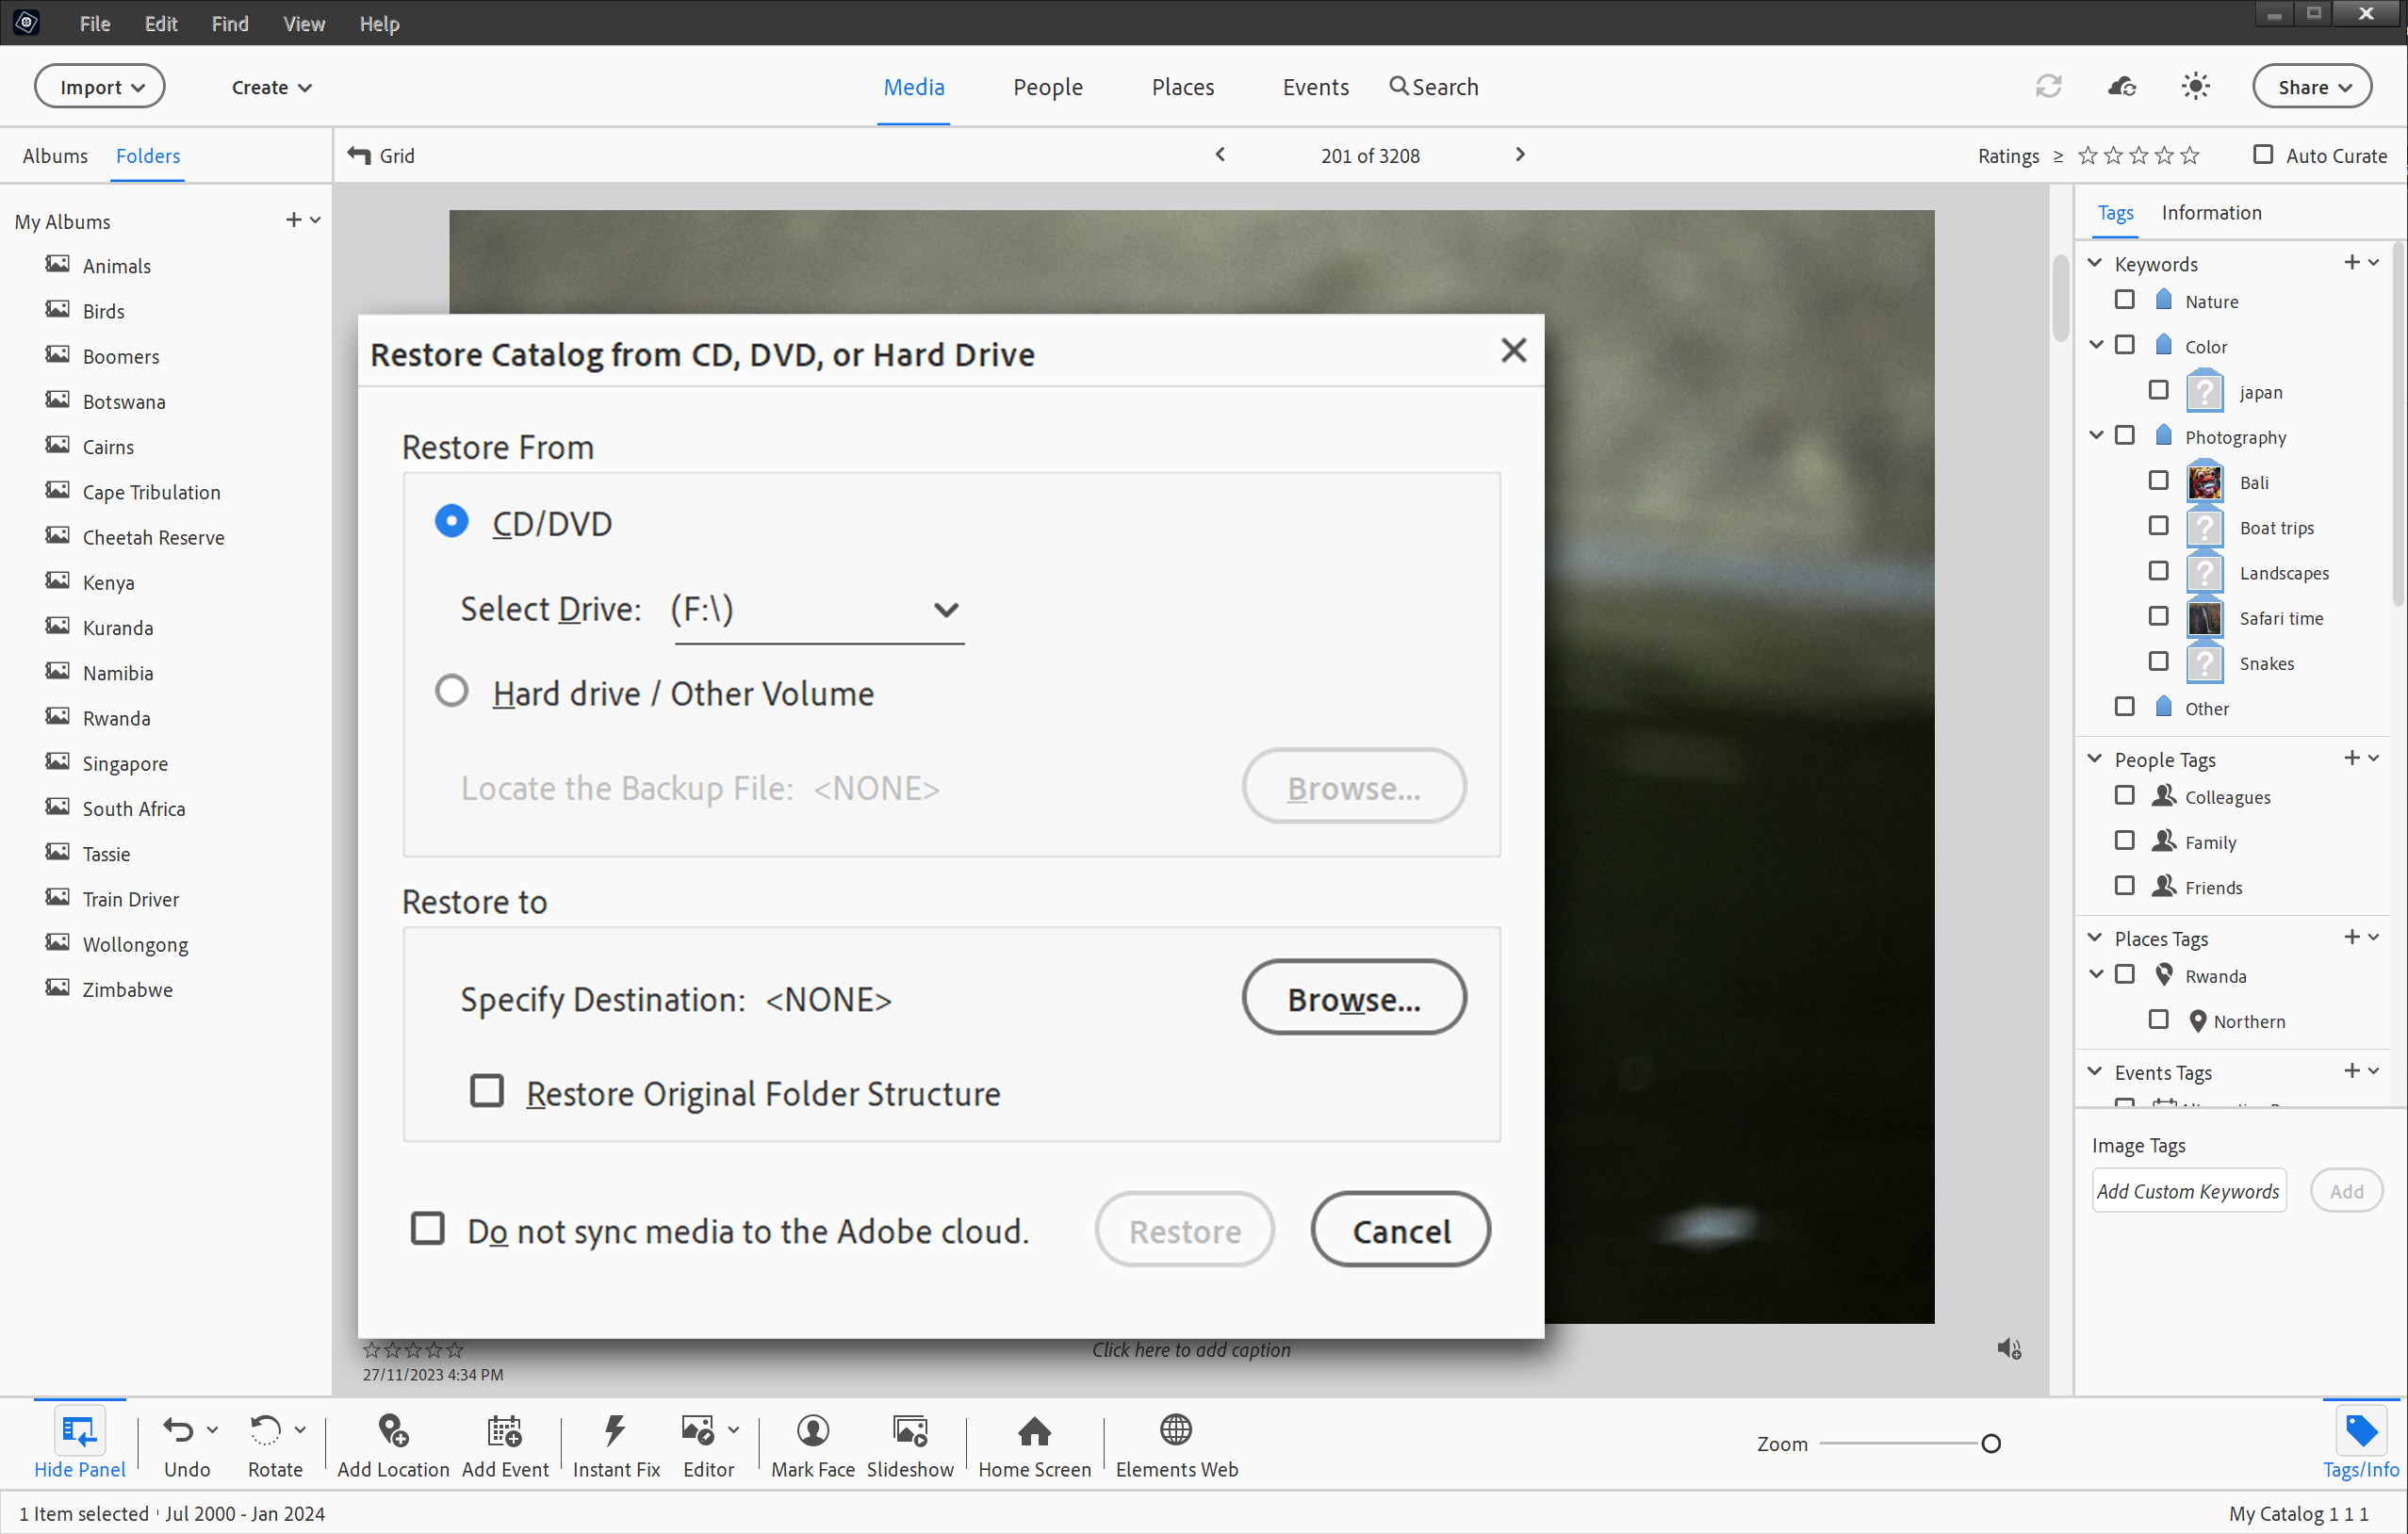 File Edit Find View Help
Import Create Media People Places Events Search Share
Albums Folders Grid 201 of 3208 Ratings ≥ Auto Curate
My Albums
Animals
Birds
Boomers
Botswana
Cairns
Cape Tribulation
Cheetah Reserve
Kenya
Kuranda
Namibia
Rwanda
Singapore
South Africa
Tassie
Train Driver
Wollongong
Zimbabwe
Restore Catalog from CD, DVD, or Hard Drive
Restore From
CD/DVD
Select Drive: (F:\)
Hard drive / Other Volume
Locate the Backup File: <NONE> Browse...
Restore to
Specify Destination: <NONE> Browse...
Restore Original Folder Structure
Do not sync media to the Adobe cloud. Restore Cancel
Click here to add caption
27/11/2023 4:34 PM
Tags Information
Keywords
Nature
Color
japan
Photography
Bali
Boat trips
Landscapes
Safari time
Snakes
Other
People Tags
Colleagues
Family
Friends
Places Tags
Rwanda
Northern
Events Tags
Image Tags
Add Custom Keywords Add
Hide Panel Undo Rotate Add Location Add Event Instant Fix Editor Mark Face Slideshow Home Screen Elements Web Zoom Tags/Info
1 Item selected Jul 2000 - Jan 2024 My Catalog 1 1 1